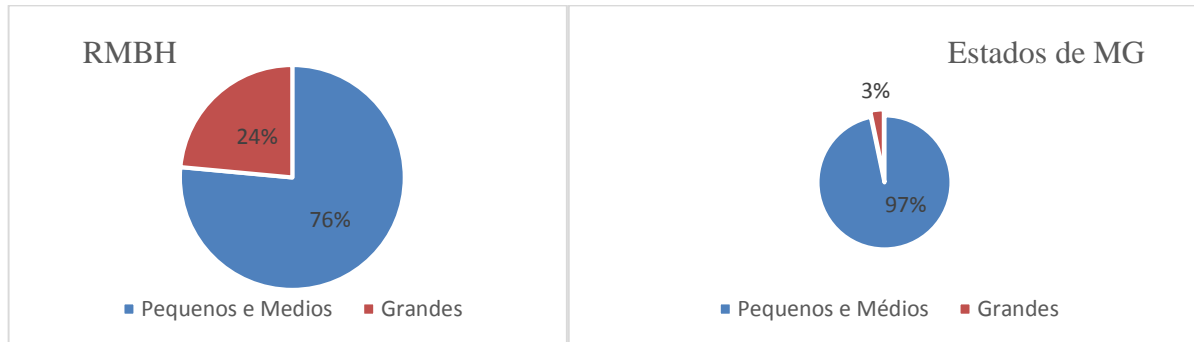 RMBH
24%
76%
Pequenos e Medios Grandes
Estados de MG
3%
97%
Pequenos e Médios Grandes